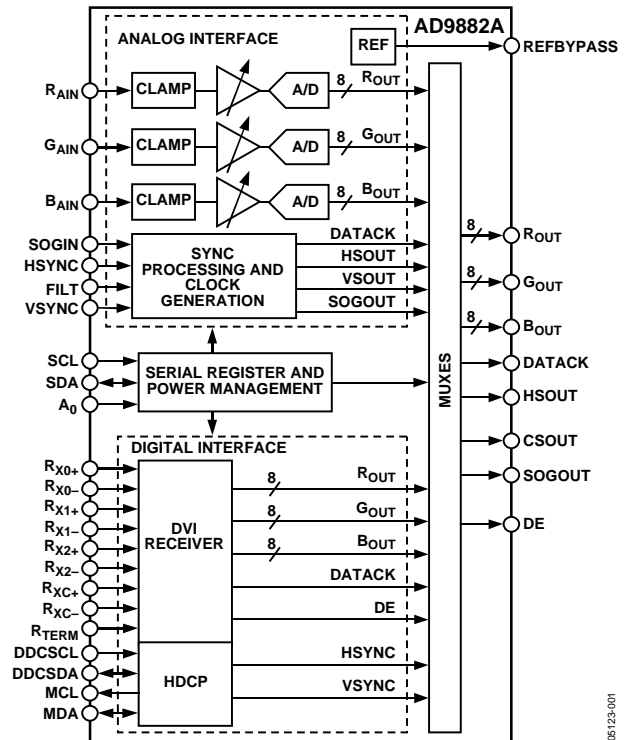 AD9882A
ANALOG INTERFACE
REF
REFBYPASS
RAIN
CLAMP
A/D
8
ROUT
GAIN
CLAMP
A/D
8
GOUT
BAIN
CLAMP
A/D
8
BOUT
SOGIN
HSYNC
FILT
VSYNC
SYNC
PROCESSING AND
CLOCK
GENERATION
DATACK
HSOUT
VSOUT
SOGOUT
SCL
SDA
A0
SERIAL REGISTER AND
POWER MANAGEMENT
MUXES
8
ROUT
8
GOUT
8
BOUT
DATACK
HSOUT
CSOUT
SOGOUT
DE
DIGITAL INTERFACE
RX0+
RX0–
RX1+
RX1–
RX2+
RX2–
RXC+
RXC–
RTERM
DVI
RECEIVER
8
ROUT
8
GOUT
8
BOUT
DATACK
DE
DDCSCL
DDCSDA
MCL
MDA
HDCP
HSYNC
VSYNC
05123-001